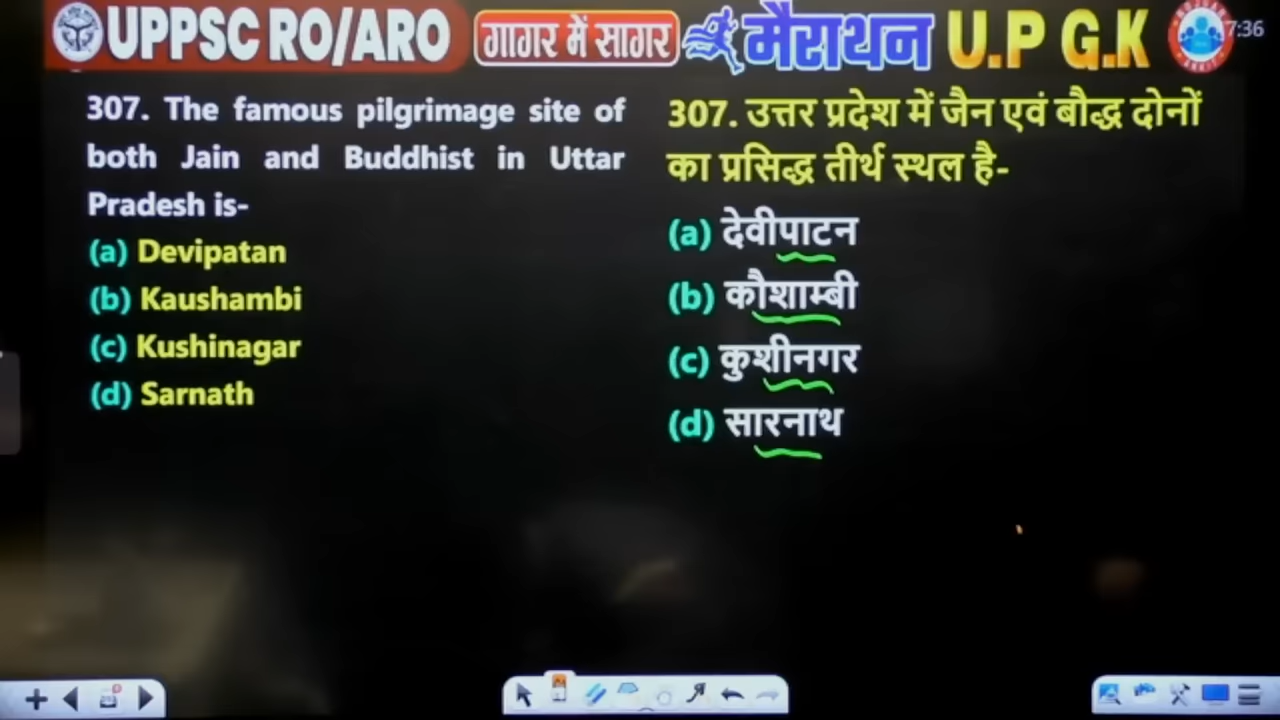 UPPSC RO/ARO गागर में सागर मैराथन U.P G.K 7:36
307. The famous pilgrimage site of
both Jain and Buddhist in Uttar
Pradesh is-
(a) Devipatan
(b) Kaushambi
(c) Kushinagar
(d) Sarnath
307. उत्तर प्रदेश में जैन एवं बौद्ध दोनों
का प्रसिद्ध तीर्थ स्थल है-
(a) देवीपाटन
(b) कौशाम्बी
(c) कुशीनगर
(d) सारनाथ